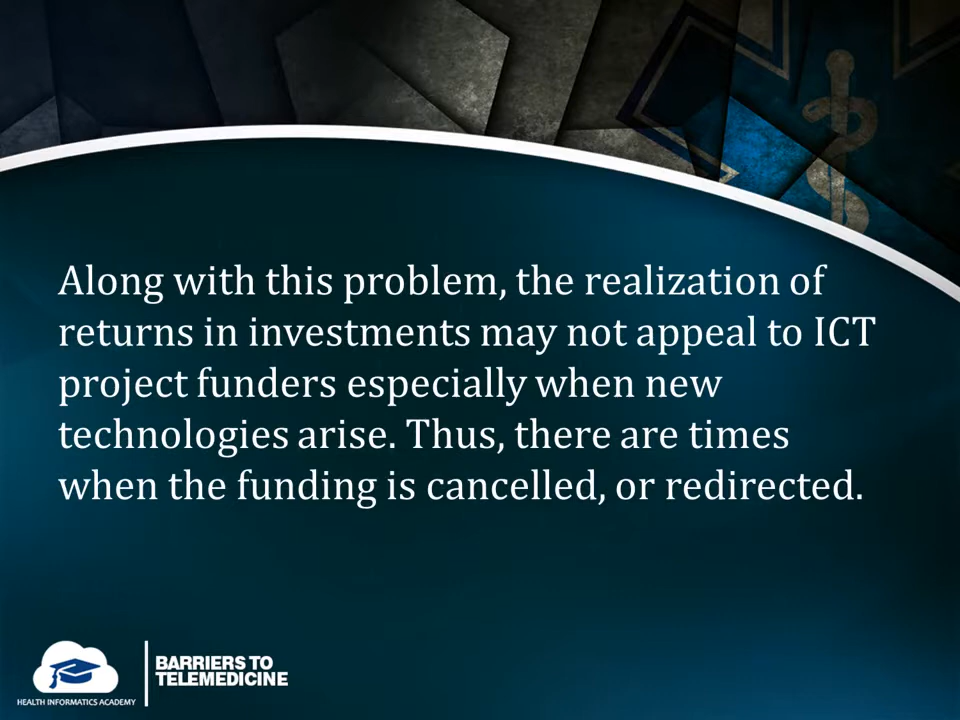 Along with this problem, the realization of
returns in investments may not appeal to ICT
project funders especially when new
technologies arise. Thus, there are times
when the funding is cancelled, or redirected.
HEALTH INFORMATICS ACADEMY
BARRIERS TO
TELEMEDICINE